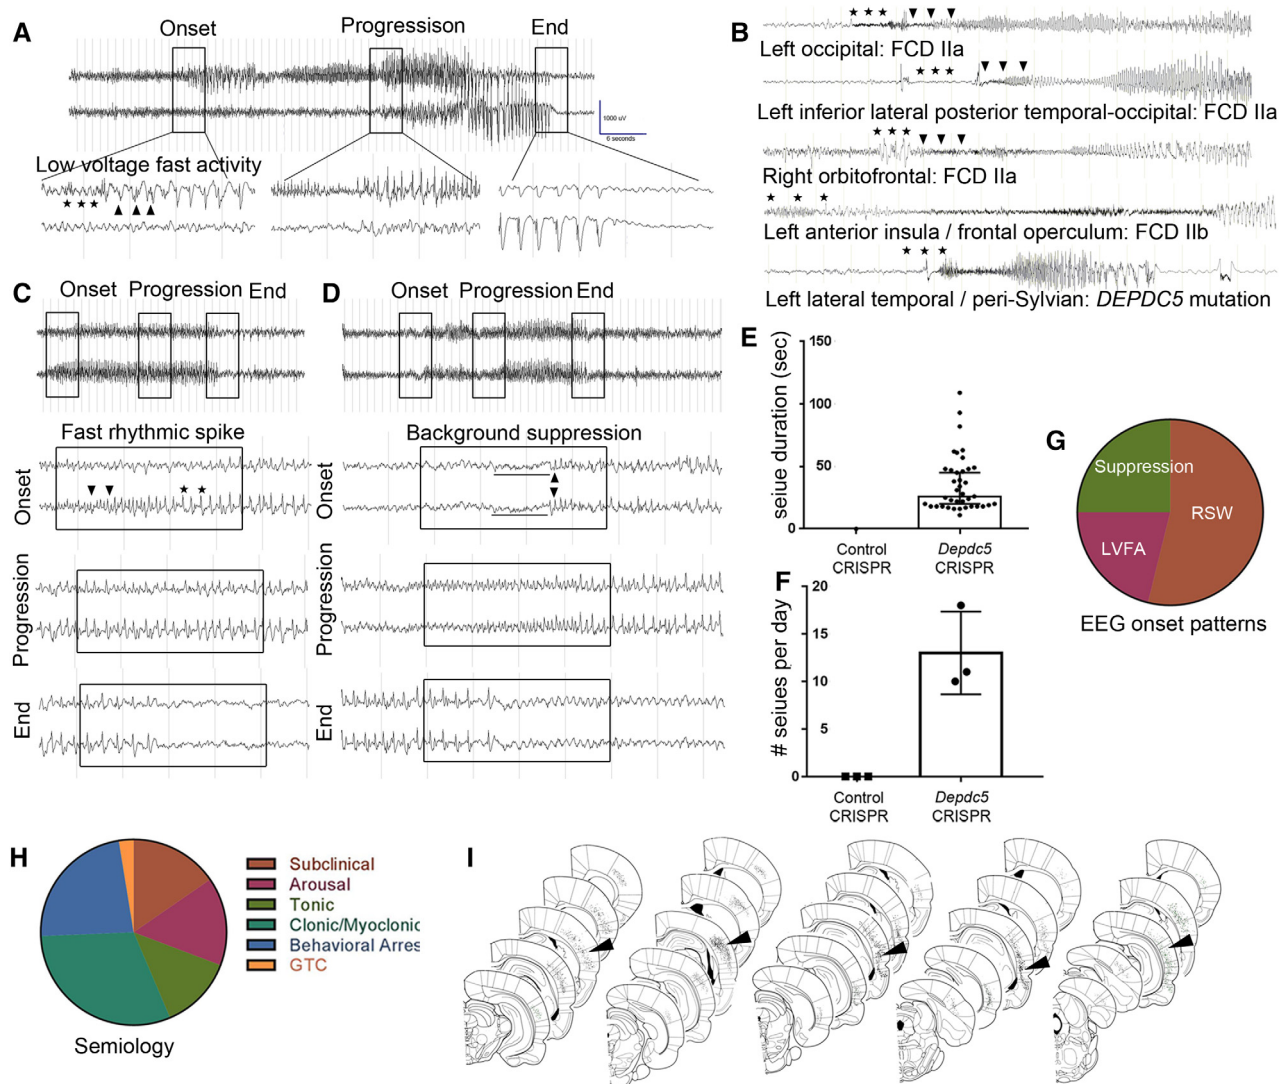 A
Onset
Progressison
End
1000 uV
6 seconds
Low voltage fast activity
B
Left occipital: FCD IIa
Left inferior lateral posterior temporal-occipital: FCD IIa
Right orbitofrontal: FCD IIa
Left anterior insula / frontal operculum: FCD IIb
Left lateral temporal / peri-Sylvian: DEPDC5 mutation
C
Onset Progression End
Fast rhythmic spike
Onset
Progression
End
D
Onset Progression End
Background suppression
Onset
Progression
End
E
seiue duration (sec)
150
100
50
0
Control
CRISPR
Depdc5
CRISPR
F
# seiues per day
20
15
10
5
0
Control
CRISPR
Depdc5
CRISPR
G
Suppression
RSW
LVFA
EEG onset patterns
H
Subclinical
Arousal
Tonic
Clonic/Myoclonic
Behavioral Arres
GTC
Semiology
I